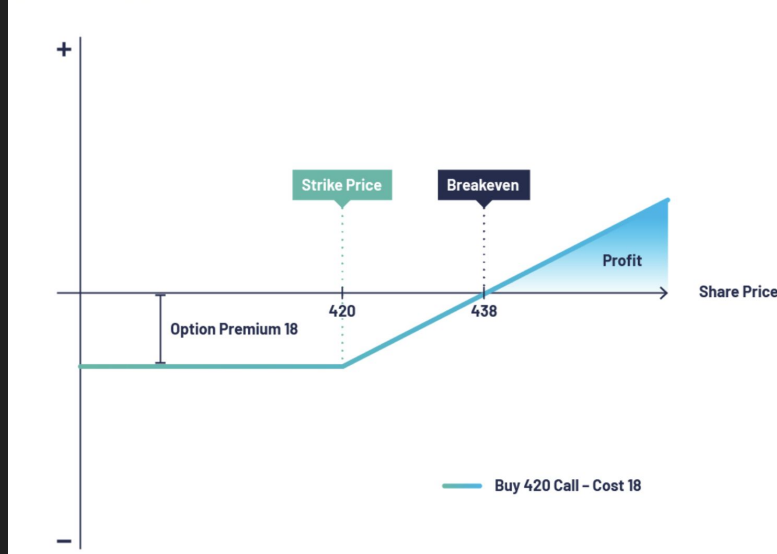 +
Strike Price
Breakeven
Profit
Share Price
420
438
Option Premium 18
Buy 420 Call – Cost 18
–